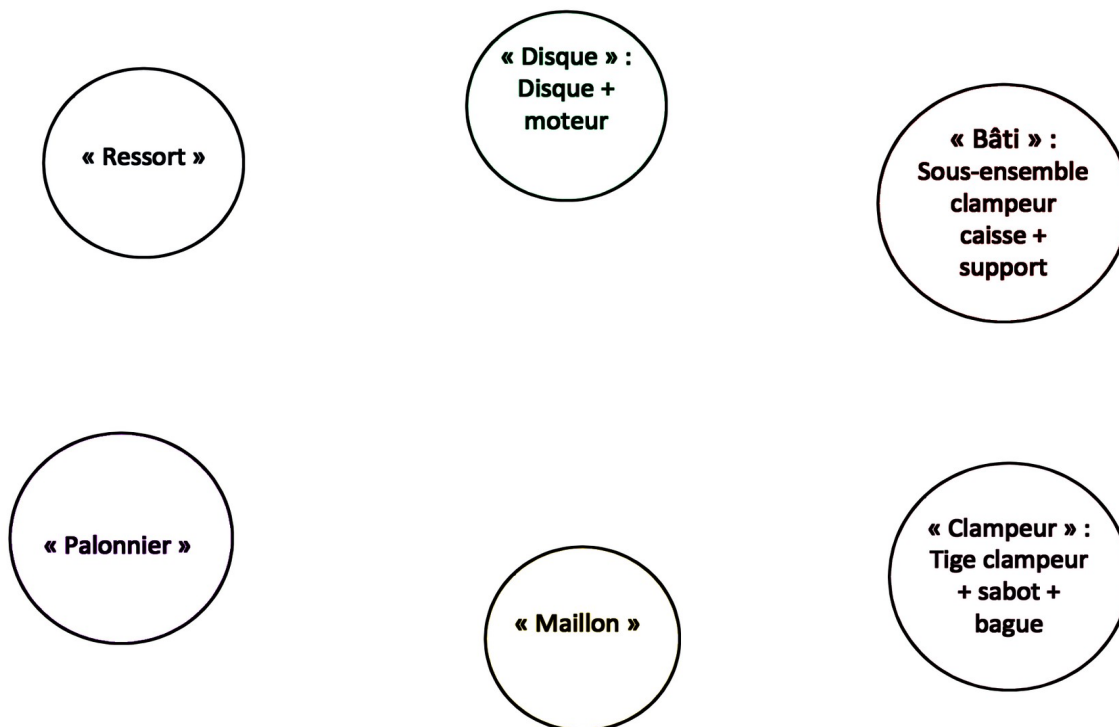 « Disque » :
Disque +
moteur
« Ressort »
« Bâti » :
Sous-ensemble
clampeur
caisse +
support
« Palonnier »
« Maillon »
« Clampeur » :
Tige clampeur
+ sabot +
bague